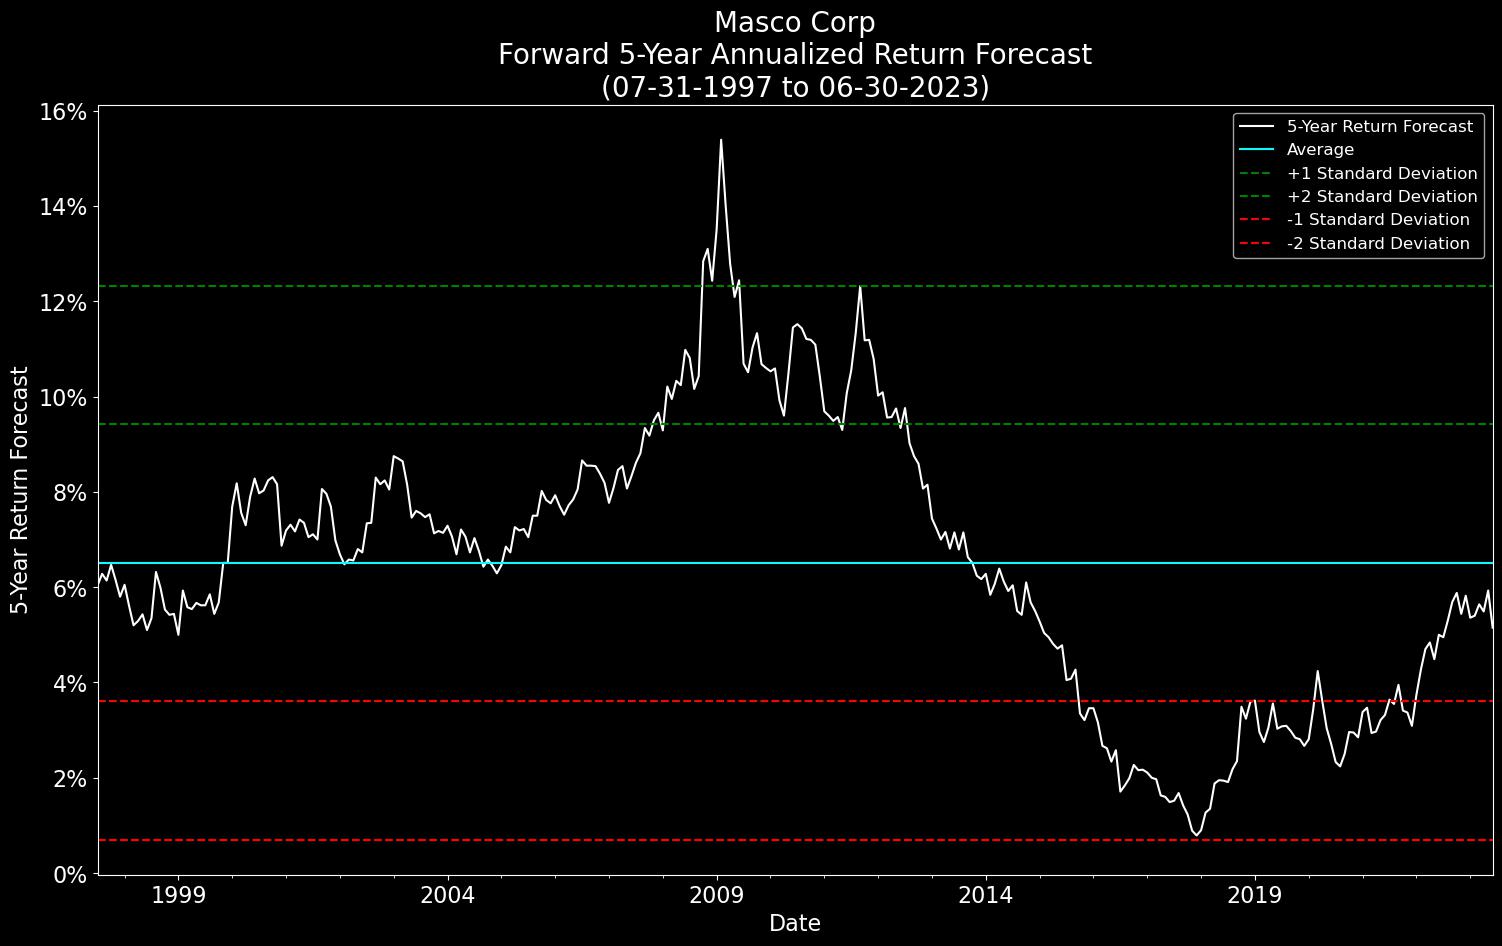 Masco Corp
Forward 5-Year Annualized Return Forecast
(07-31-1997 to 06-30-2023)
5-Year Return Forecast
Average
+1 Standard Deviation
+2 Standard Deviation
-1 Standard Deviation
-2 Standard Deviation
5-Year Return Forecast
16%
14%
12%
10%
8%
6%
4%
2%
0%
1999 2004 2009 2014 2019
Date